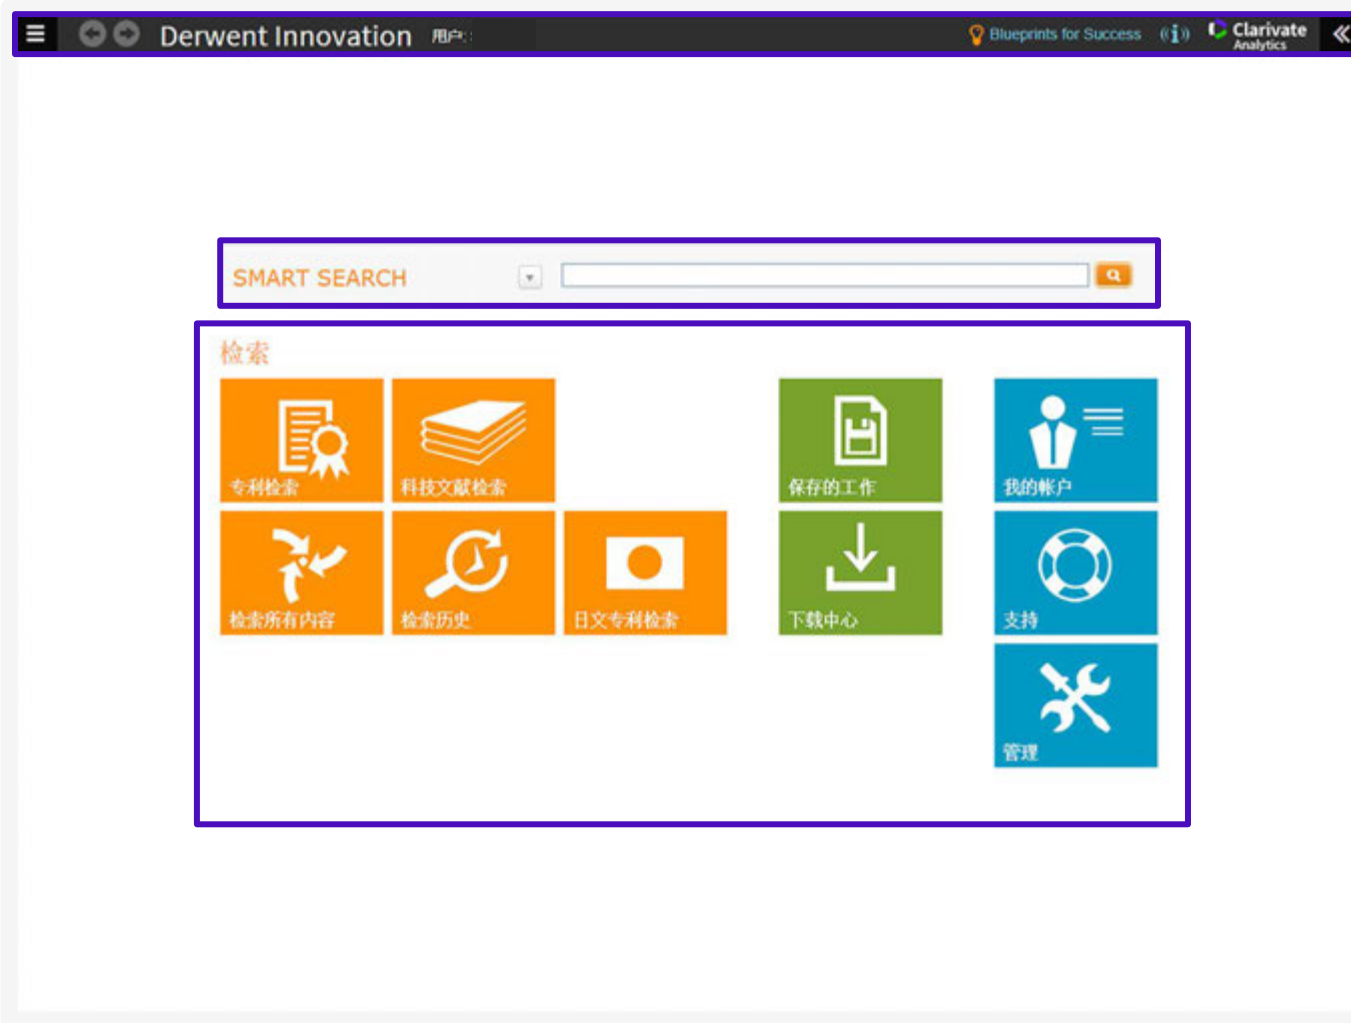 Derwent Innovation 用户: Blueprints for Success Clarivate
Analytics
SMART SEARCH
检索
专利检索 科技文献检索 保存的工作 我的帐户
检索所有内容 检索历史 日文专利检索 下载中心 支持
管理